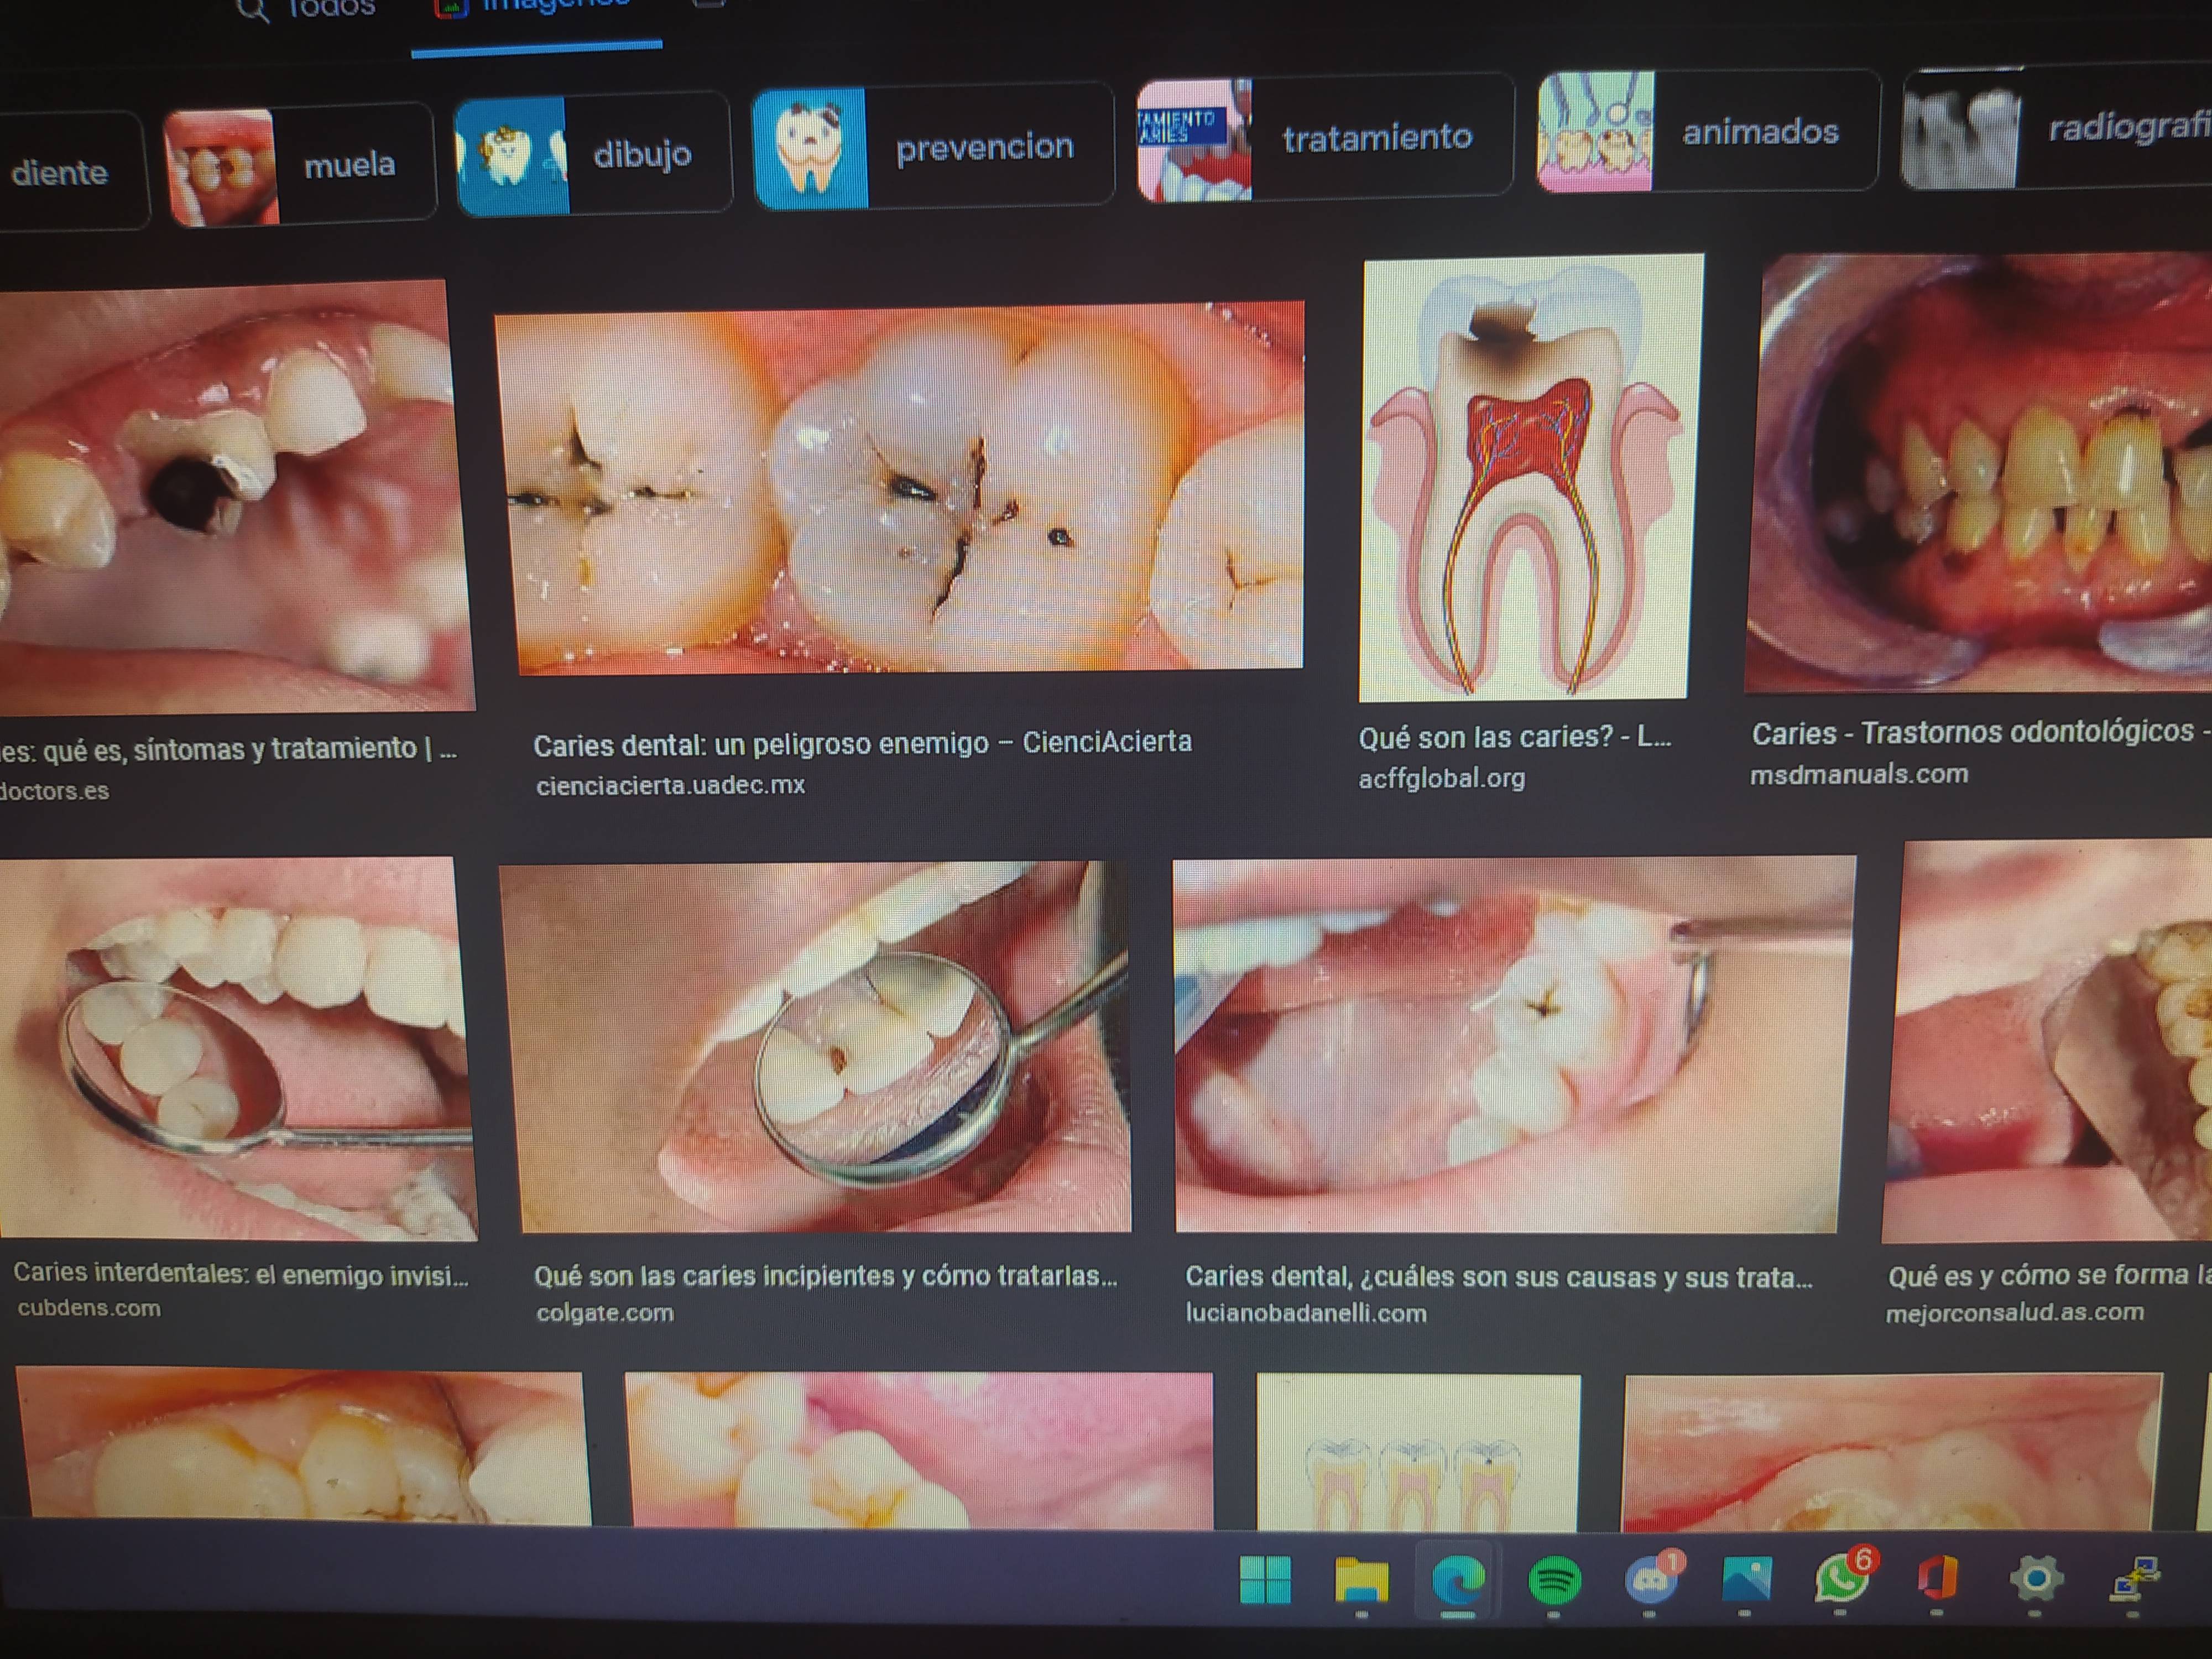 Todos
Imágenes
diente
muela
dibujo
prevencion
TAMIENTO
ARIES
tratamiento
animados
radiografi
es: qué es, síntomas y tratamiento | ...
doctors.es
Caries dental: un peligroso enemigo – CienciAcierta
cienciacierta.uadec.mx
Qué son las caries? - L...
acffglobal.org
Caries - Trastornos odontológicos -
msdmanuals.com
Caries interdentales: el enemigo invisi...
cubdens.com
Qué son las caries incipientes y cómo tratarlas...
colgate.com
Caries dental, ¿cuáles son sus causas y sus trata...
lucianobadanelli.com
Qué es y cómo se forma la
mejorconsalud.as.com
1
6